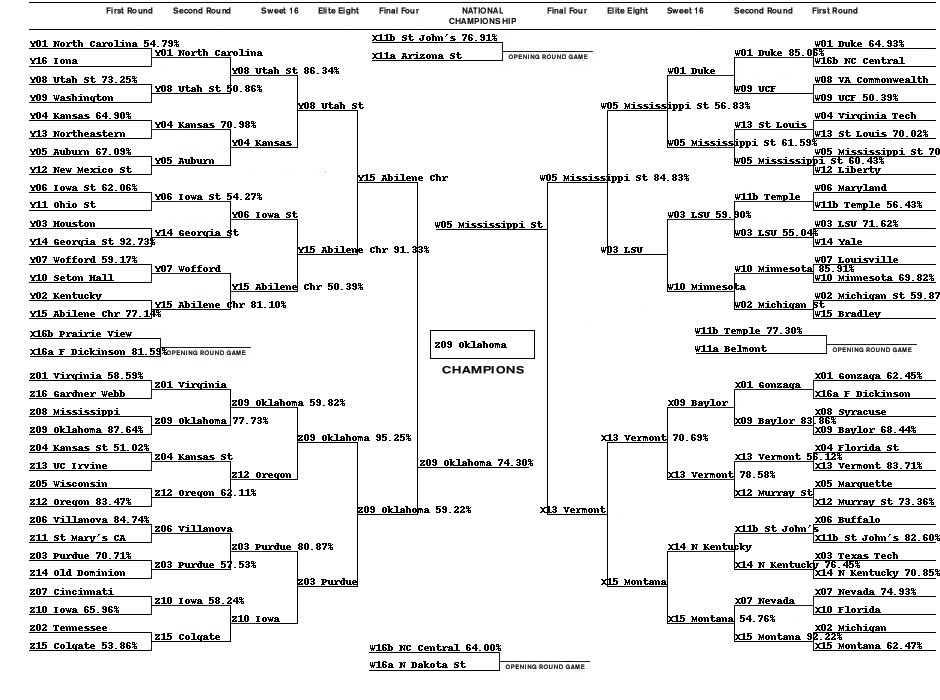 First Round Second Round Sweet 16 Elite Eight Final Four NATIONAL CHAMPIONSHIP Final Four Elite Eight Sweet 16 Second Round First Round
X11b St John's 76.91%
X11a Arizona St
OPENING ROUND GAME
Y01 North Carolina 54.79%
Y16 Iona
Y08 Utah St 73.25%
Y09 Washington
Y04 Kansas 64.90%
Y13 Northeastern
Y05 Auburn 67.09%
Y12 New Mexico St
Y06 Iowa St 62.06%
Y11 Ohio St
Y03 Houston
Y14 Georgia St 92.73%
Y07 Wofford 59.17%
Y10 Seton Hall
Y02 Kentucky
Y15 Abilene Chr 77.14%
Y01 North Carolina
Y08 Utah St 50.86%
Y04 Kansas 70.98%
Y05 Auburn
Y06 Iowa St 54.27%
Y14 Georgia St
Y07 Wofford
Y15 Abilene Chr 81.10%
Y08 Utah St 86.34%
Y04 Kansas
Y06 Iowa St
Y15 Abilene Chr 50.39%
Y08 Utah St
Y15 Abilene Chr 91.33%
Y15 Abilene Chr
X16b Prairie View
X16a F Dickinson 81.59%
OPENING ROUND GAME
Z01 Virginia 58.59%
Z16 Gardner Webb
Z08 Mississippi
Z09 Oklahoma 87.64%
Z04 Kansas St 51.02%
Z13 UC Irvine
Z05 Wisconsin
Z12 Oregon 83.47%
Z06 Villanova 84.74%
Z11 St Mary's CA
Z03 Purdue 70.71%
Z14 Old Dominion
Z07 Cincinnati
Z10 Iowa 65.96%
Z02 Tennessee
Z15 Colgate 53.86%
Z01 Virginia
Z09 Oklahoma 77.73%
Z04 Kansas St
Z12 Oregon 62.11%
Z06 Villanova
Z03 Purdue 57.53%
Z10 Iowa 58.24%
Z15 Colgate
Z09 Oklahoma 59.82%
Z12 Oregon
Z03 Purdue 80.87%
Z10 Iowa
Z09 Oklahoma 95.25%
Z03 Purdue
Z09 Oklahoma 59.22%
Z09 Oklahoma 74.30%
W05 Mississippi St
Z09 Oklahoma
CHAMPIONS
W05 Mississippi St 84.83%
W05 Mississippi St 56.83%
W03 LSU
W01 Duke
W05 Mississippi St 61.59%
W03 LSU 59.90%
W10 Minnesota
W01 Duke 85.06%
W09 UCF
W13 St Louis
W05 Mississippi St 60.43%
W11b Temple
W03 LSU 55.04%
W10 Minnesota 85.91%
W02 Michigan St
W01 Duke 64.93%
W16b NC Central
W08 VA Commonwealth
W09 UCF 50.39%
W04 Virginia Tech
W13 St Louis 70.02%
W05 Mississippi St 70
W12 Liberty
W06 Maryland
W11b Temple 56.43%
W03 LSU 71.62%
W14 Yale
W07 Louisville
W10 Minnesota 69.82%
W02 Michigan St 59.87
W15 Bradley
W11b Temple 77.30%
W11a Belmont
OPENING ROUND GAME
X13 Vermont
X13 Vermont 70.69%
X15 Montana
X09 Baylor
X13 Vermont 78.58%
X14 N Kentucky
X15 Montana 54.76%
X01 Gonzaga
X09 Baylor 83.86%
X13 Vermont 56.12%
X12 Murray St
X11b St John's
X14 N Kentucky 76.45%
X07 Nevada
X15 Montana 92.22%
X01 Gonzaga 62.45%
X16a F Dickinson
X08 Syracuse
X09 Baylor 68.44%
X04 Florida St
X13 Vermont 83.71%
X05 Marquette
X12 Murray St 73.36%
X06 Buffalo
X11b St John's 82.60%
X03 Texas Tech
X14 N Kentucky 70.85%
X07 Nevada 74.93%
X10 Florida
X02 Michigan
X15 Montana 62.47%
W16b NC Central 64.00%
W16a N Dakota St
OPENING ROUND GAME